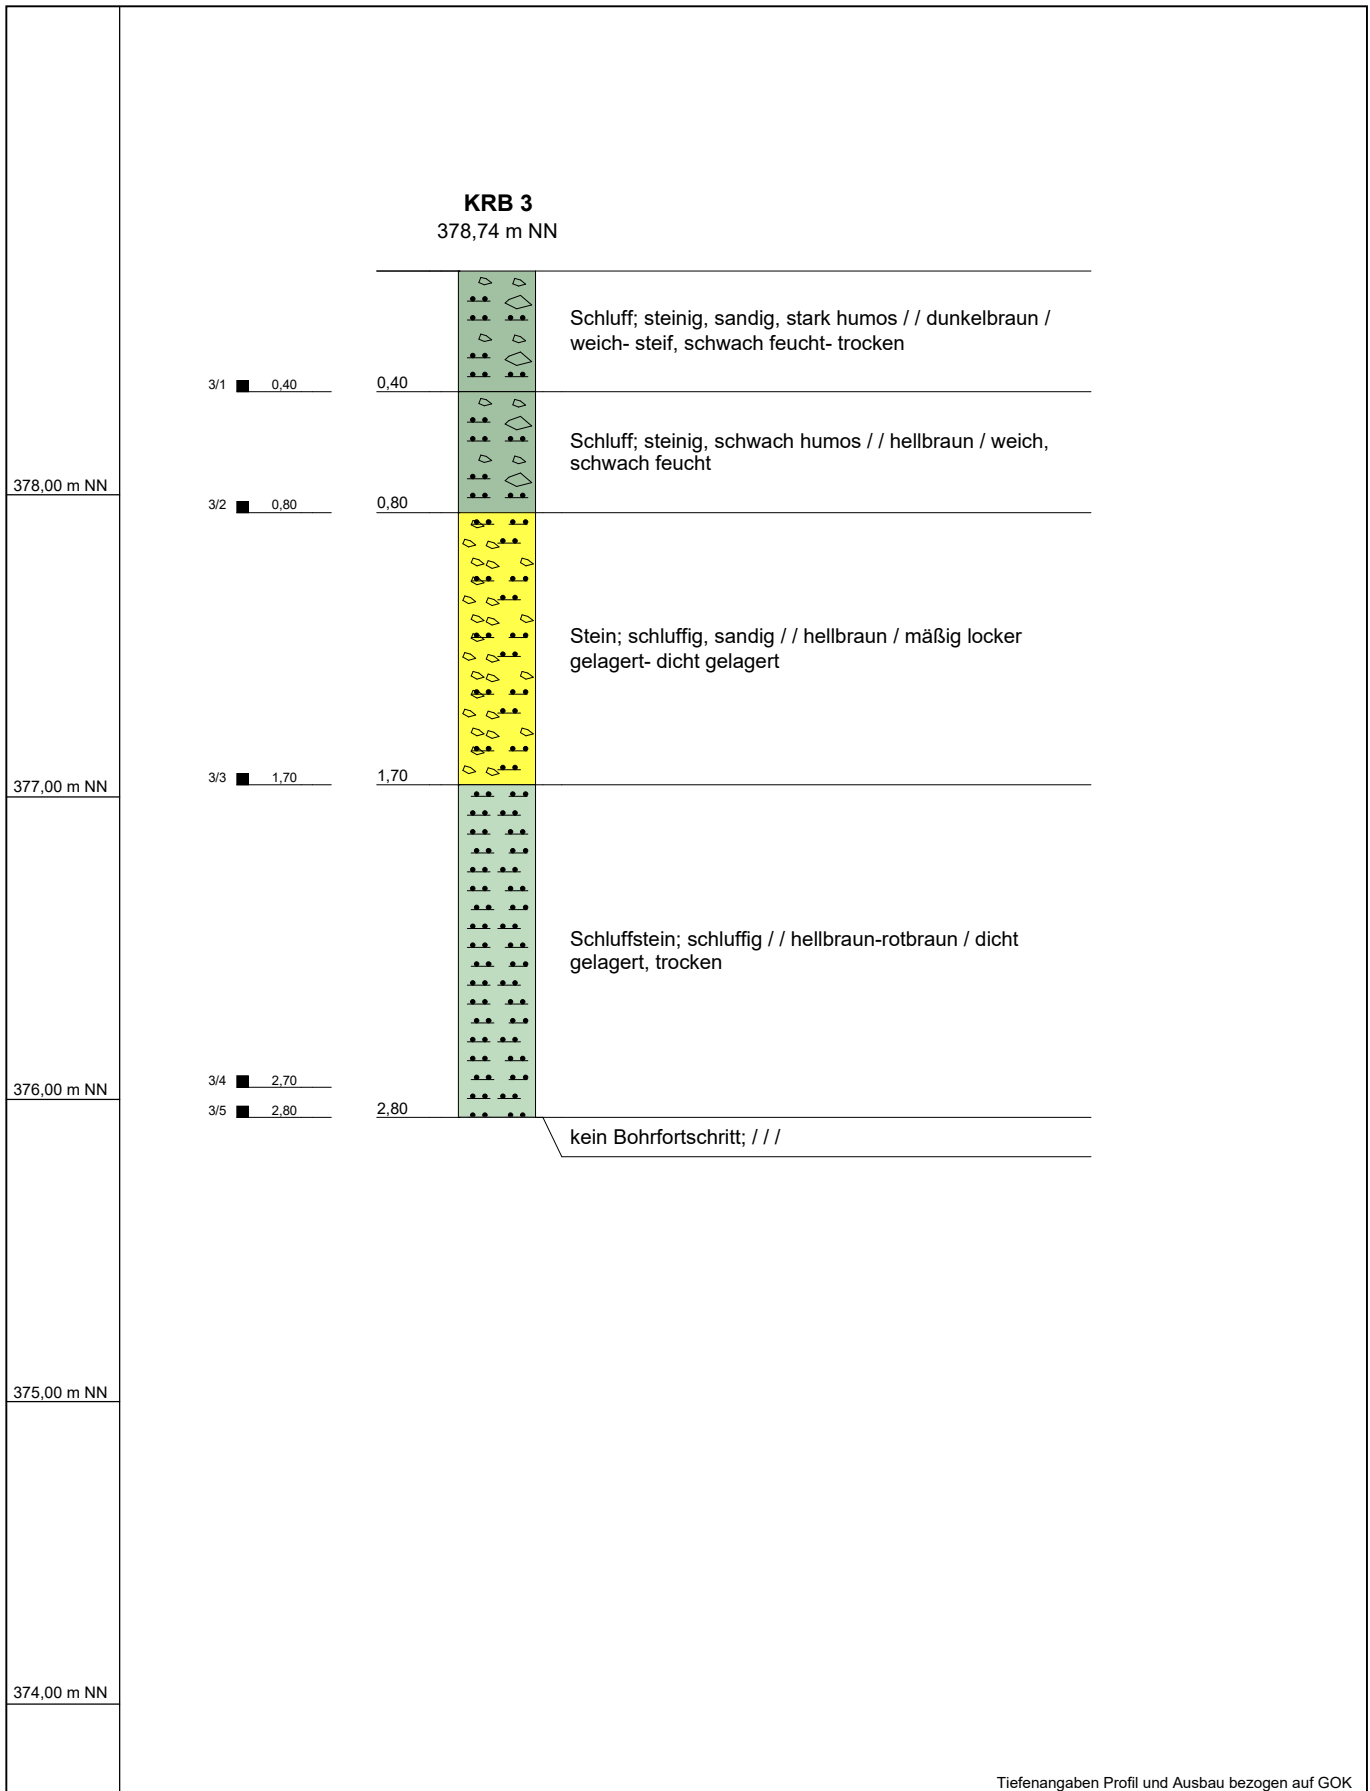 KRB 3
378,74 m NN
Schluff; steinig, sandig, stark humos / / dunkelbraun /
weich- steif, schwach feucht- trocken
3/1 0,40 0,40
Schluff; steinig, schwach humos / / hellbraun / weich,
schwach feucht
378,00 m NN
3/2 0,80 0,80
Stein; schluffig, sandig / / hellbraun / mäßig locker
gelagert- dicht gelagert
3/3 1,70 1,70
377,00 m NN
Schluffstein; schluffig / / hellbraun-rotbraun / dicht
gelagert, trocken
3/4 2,70
376,00 m NN
3/5 2,80 2,80
kein Bohrfortschritt; / / /
375,00 m NN
374,00 m NN
Tiefenangaben Profil und Ausbau bezogen auf GOK